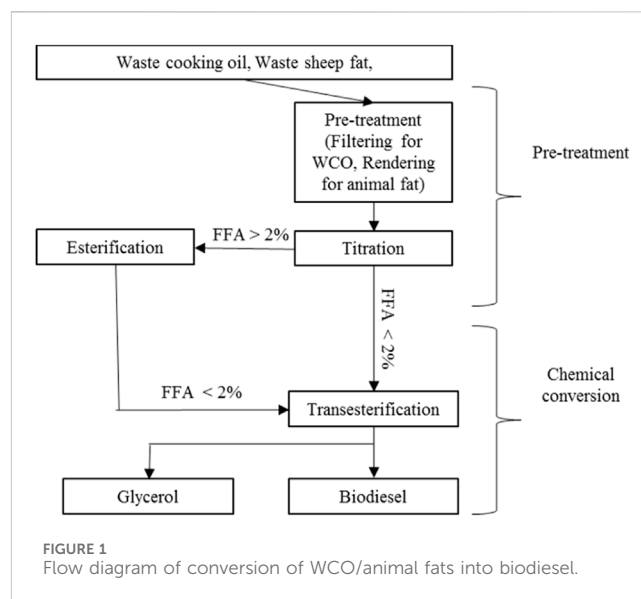 Waste cooking oil, Waste sheep fat,
Pre-treatment
(Filtering for
WCO, Rendering
for animal fat)
Pre-treatment
Esterification
FFA > 2%
Titration
FFA < 2%
Chemical
conversion
FFA < 2%
Transesterification
Glycerol
Biodiesel
FIGURE 1
Flow diagram of conversion of WCO/animal fats into biodiesel.